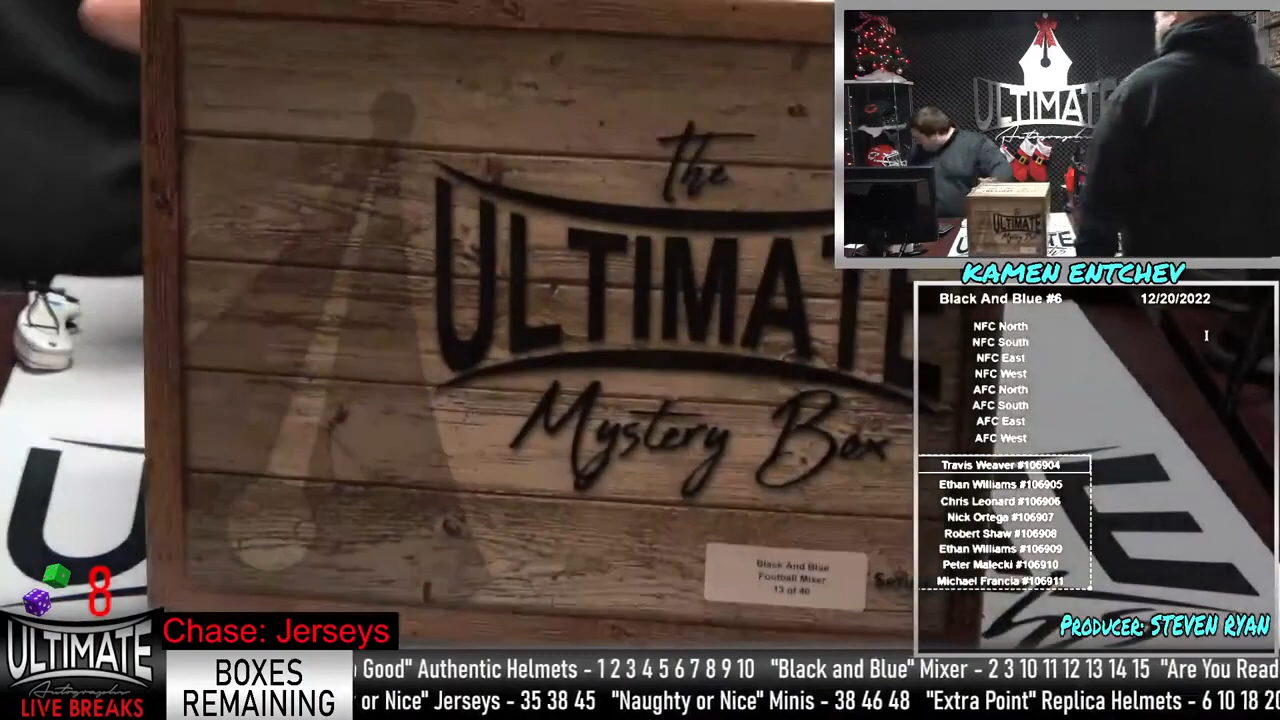 The
ULTIMATE
Mystery Box
Black And Blue
Football Mixer
13 of 40
ULTIMATE
Autographs
The
ULTIMATE
Mystery Box
KAMEN ENTCHEV
Black And Blue #6 12/20/2022
NFC North
NFC South
NFC East
NFC West
AFC North
AFC South
AFC East
AFC West
Travis Weaver #106904
Ethan Williams #106905
Chris Leonard #106906
Nick Ortega #106907
Robert Shaw #106908
Ethan Williams #106909
Peter Malecki #106910
Michael Francia #106911
PRODUCER: STEVEN RYAN
8
ULTIMATE
Autographs
LIVE BREAKS
Chase: Jerseys
BOXES
REMAINING
Good" Authentic Helmets - 1 2 3 4 5 6 7 8 9 10 "Black and Blue" Mixer - 2 3 10 11 12 13 14 15 "Are You Read
or Nice" Jerseys - 35 38 45 "Naughty or Nice" Minis - 38 46 48 "Extra Point" Replica Helmets - 6 10 18